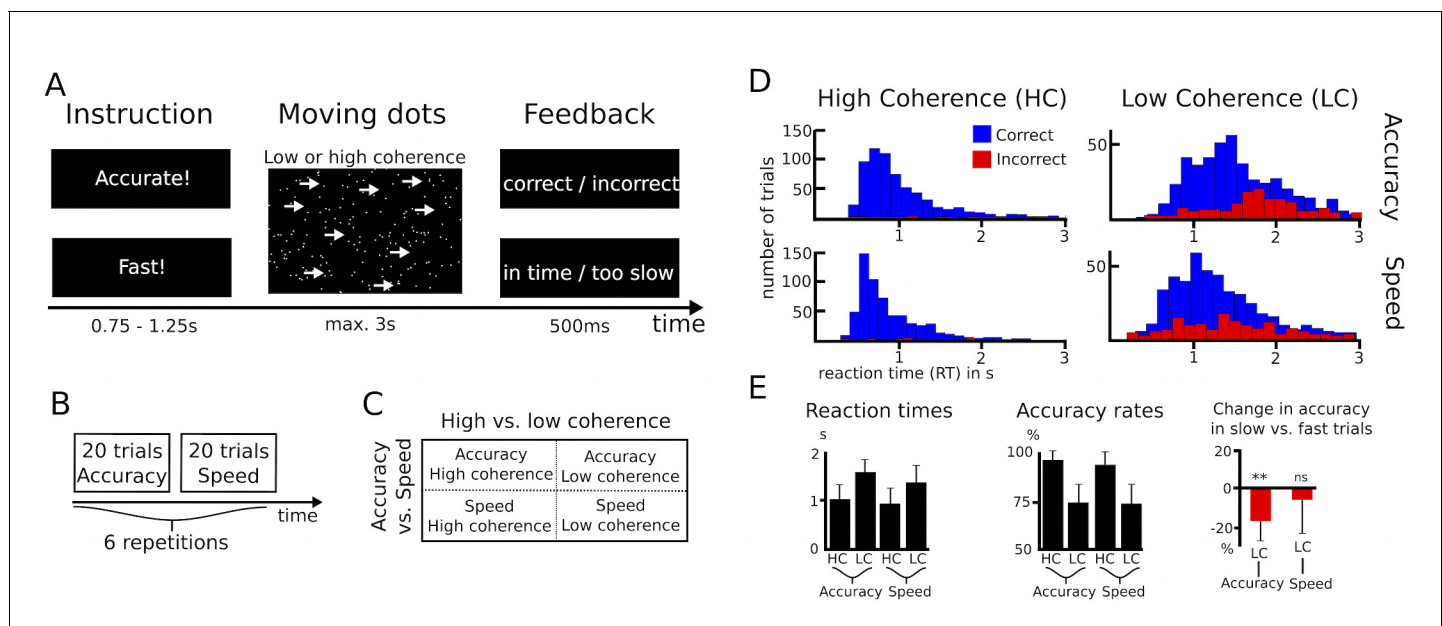 A
Instruction
Moving dots
Feedback
Low or high coherence
Accurate!
correct / incorrect
Fast!
in time / too slow
0.75 - 1.25s
max. 3s
500ms
time
B
20 trials
Accuracy
20 trials
Speed
time
6 repetitions
C
High vs. low coherence
Accuracy
vs. Speed
Accuracy
High coherence
Accuracy
Low coherence
Speed
High coherence
Speed
Low coherence
D
High Coherence (HC)
Low Coherence (LC)
Accuracy
Speed
Correct
Incorrect
number of trials
150
100
50
1
2
3
50
1
2
3
150
100
50
1
2
3
50
1
2
3
reaction time (RT) in s
E
Reaction times
s
2
1
0
HC LC HC LC
Accuracy Speed
Accuracy rates
%
100
75
50
HC LC HC LC
Accuracy Speed
Change in accuracy
in slow vs. fast trials
20
0
-20
%
** ns
LC LC
Accuracy Speed